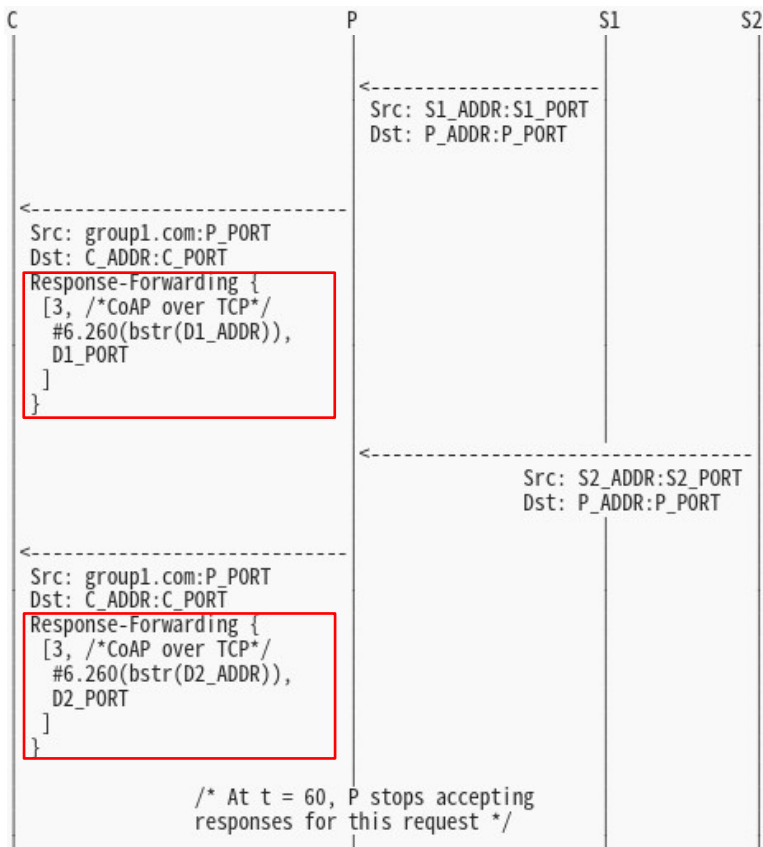 C P S1 S2
Src: S1_ADDR:S1_PORT
Dst: P_ADDR:P_PORT
Src: group1.com:P_PORT
Dst: C_ADDR:C_PORT
Response-Forwarding {
[3, /*CoAP over TCP*/
#6.260(bstr(D1_ADDR)),
D1_PORT
]
}
Src: S2_ADDR:S2_PORT
Dst: P_ADDR:P_PORT
Src: group1.com:P_PORT
Dst: C_ADDR:C_PORT
Response-Forwarding {
[3, /*CoAP over TCP*/
#6.260(bstr(D2_ADDR)),
D2_PORT
]
}
/* At t = 60, P stops accepting
responses for this request */